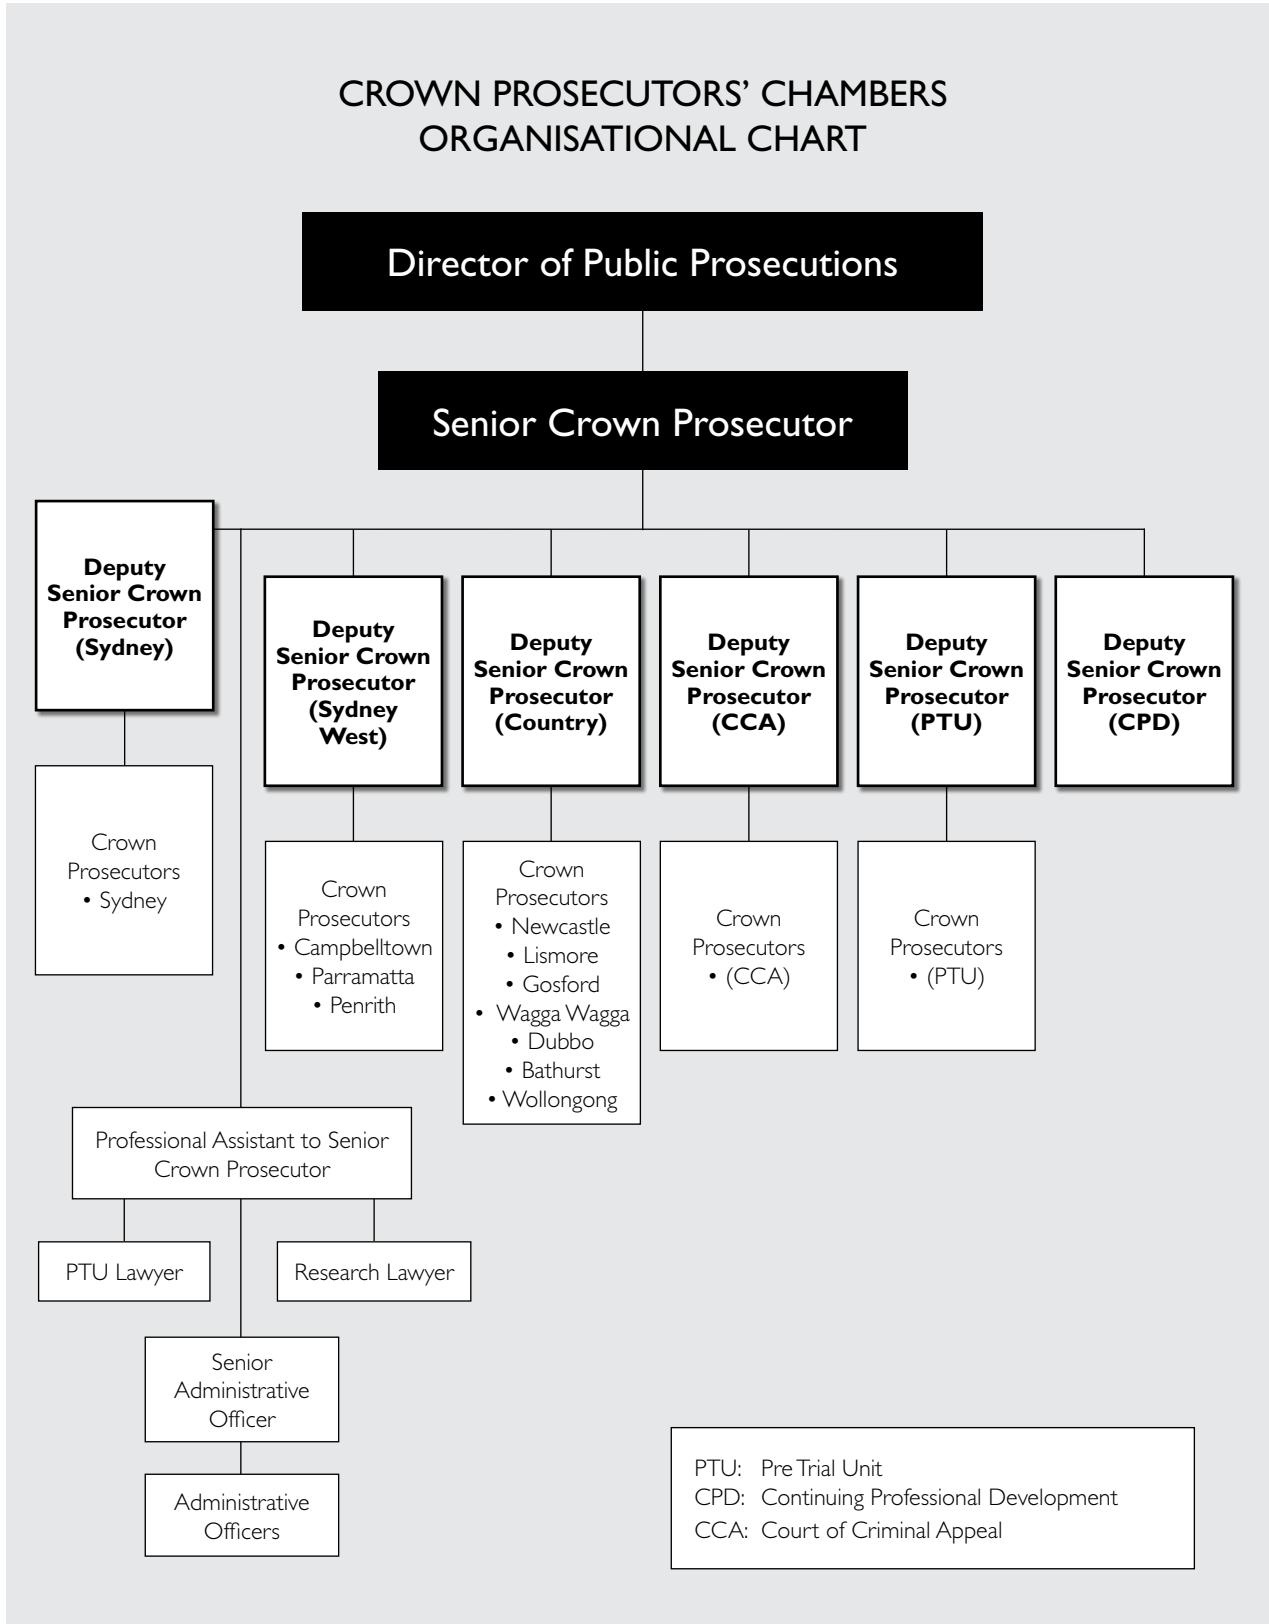 CROWN PROSECUTORS’ CHAMBERS
ORGANISATIONAL CHART
Director of Public Prosecutions
Senior Crown Prosecutor
Deputy
Senior Crown
Prosecutor
(Sydney)
Deputy
Senior Crown
Prosecutor
(Sydney
West)
Deputy
Senior Crown
Prosecutor
(Country)
Deputy
Senior Crown
Prosecutor
(CCA)
Deputy
Senior Crown
Prosecutor
(PTU)
Deputy
Senior Crown
Prosecutor
(CPD)
Crown
Prosecutors
• Sydney
Crown
Prosecutors
• Campbelltown
• Parramatta
• Penrith
Crown
Prosecutors
• Newcastle
• Lismore
• Gosford
• Wagga Wagga
• Dubbo
• Bathurst
• Wollongong
Crown
Prosecutors
• (CCA)
Crown
Prosecutors
• (PTU)
Professional Assistant to Senior
Crown Prosecutor
PTU Lawyer
Research Lawyer
Senior
Administrative
Officer
Administrative
Officers
PTU: Pre Trial Unit
CPD: Continuing Professional Development
CCA: Court of Criminal Appeal